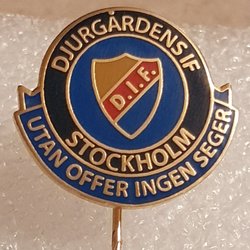 DJURGÅRDENS IF
D.I.F.
STOCKHOLM
UTAN OFFER INGEN SEGER